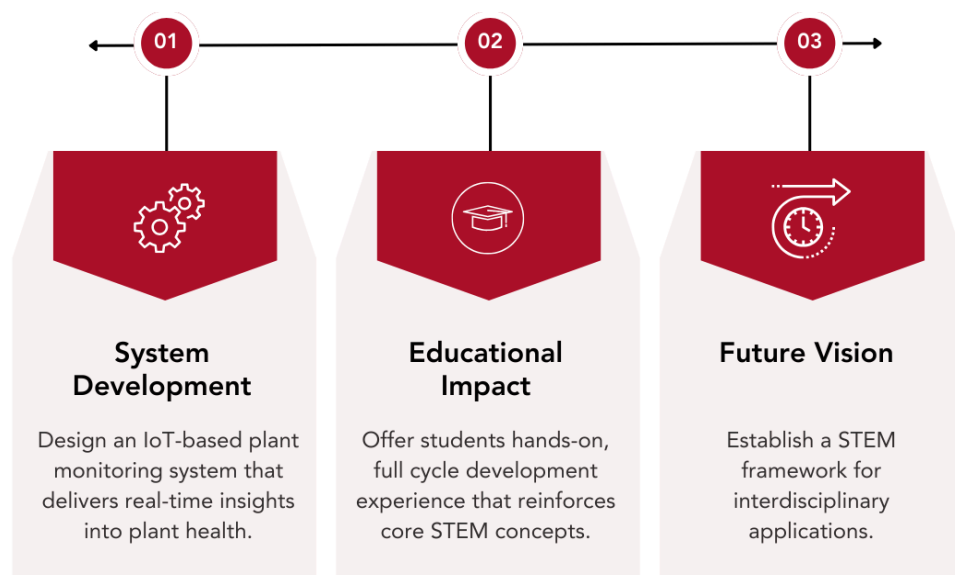 01
02
03
System
Development
Design an IoT-based plant
monitoring system that
delivers real-time insights
into plant health.
Educational
Impact
Offer students hands-on,
full cycle development
experience that reinforces
core STEM concepts.
Future Vision
Establish a STEM
framework for
interdisciplinary
applications.